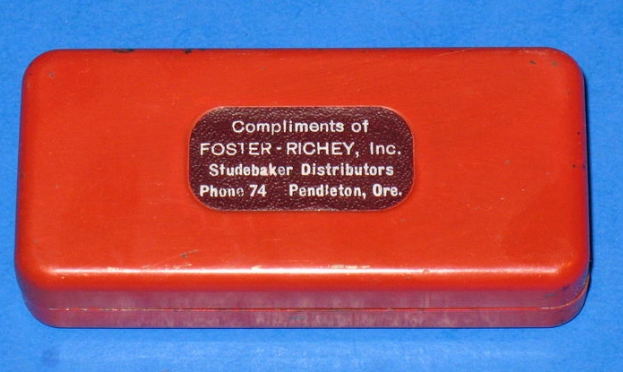 Compliments of
FOSTER-RICHEY, Inc.
Studebaker Distributors
Phone 74 Pendleton, Ore.